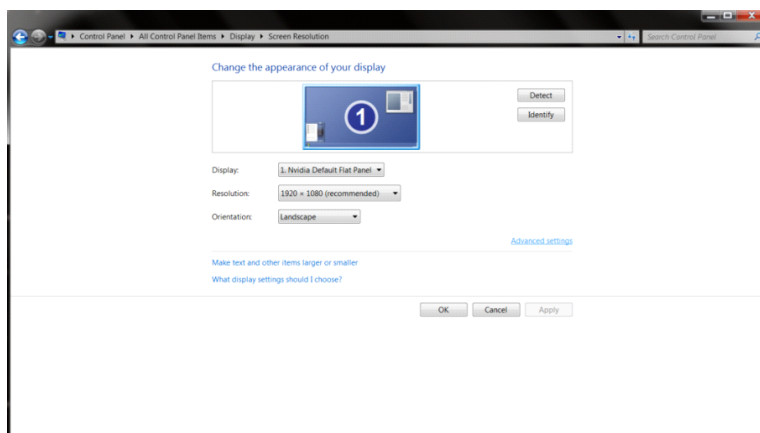 Control Panel ▸ All Control Panel Items ▸ Display ▸ Screen Resolution
Search Control Panel
Change the appearance of your display
1
Detect
Identify
Display: 1. Nvidia Default Flat Panel
Resolution: 1920 × 1080 (recommended)
Orientation: Landscape
Advanced settings
Make text and other items larger or smaller
What display settings should I choose?
OK Cancel Apply